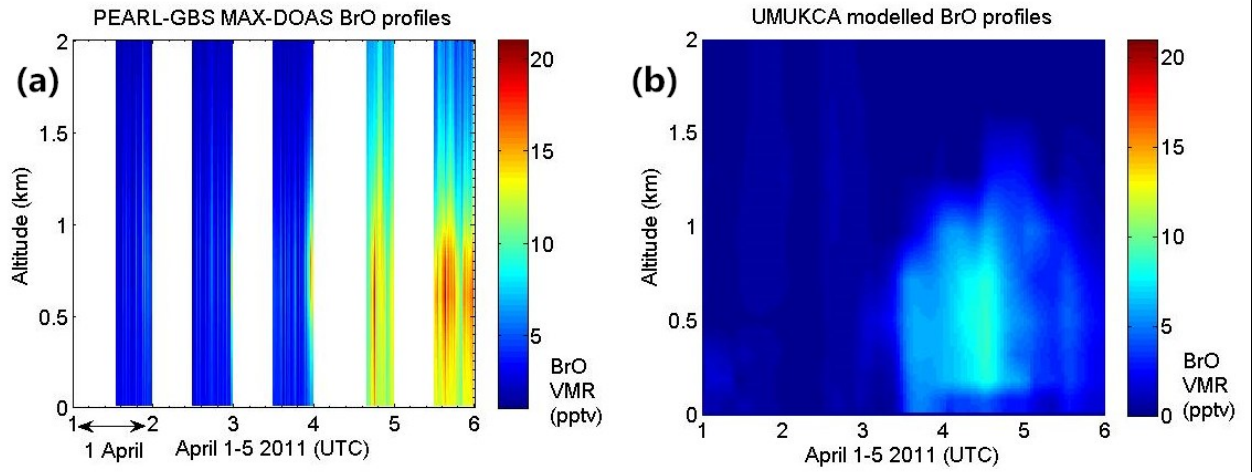 PEARL-GBS MAX-DOAS BrO profiles
(a)
Altitude (km)
2
1.5
1
0.5
0
1 2 3 4 5 6
1 April
April 1-5 2011 (UTC)
20
15
10
5
BrO
VMR
(pptv)
UMUKCA modelled BrO profiles
(b)
Altitude (km)
2
1.5
1
0.5
0
1 2 3 4 5 6
April 1-5 2011 (UTC)
20
15
10
5
0
BrO
VMR
(pptv)